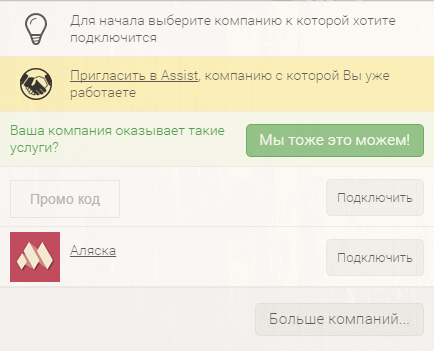 Для начала выберите компанию к которой хотите
подключится
Пригласить в Assist, компанию с которой Вы уже
работаете
Ваша компания оказывает такие
услуги?
Мы тоже это можем!
Промо код
Подключить
Аляска
Подключить
Больше компаний...